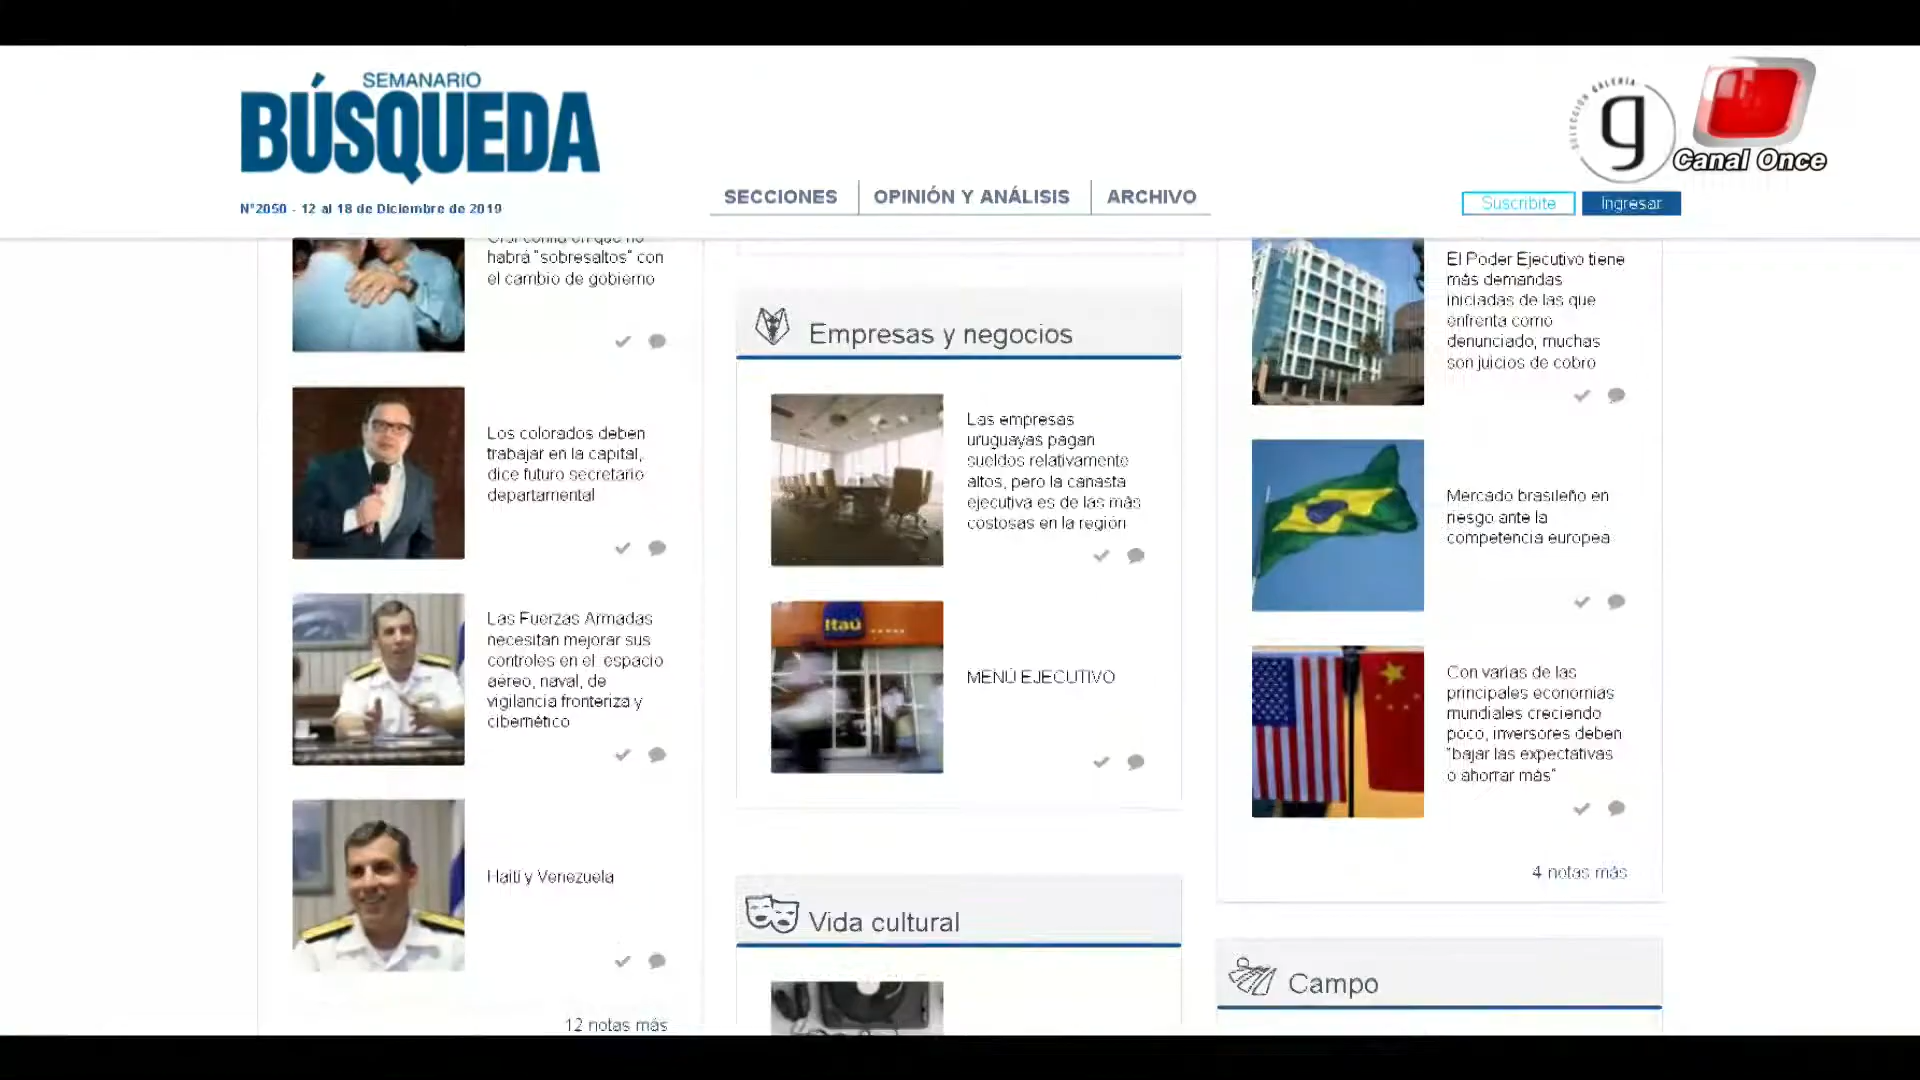 SEMANARIO
BÚSQUEDA
N°2050 - 12 al 18 de Diciembre de 2019
SECCIONES
OPINIÓN Y ANÁLISIS
ARCHIVO
SELECCIÓN GALERÍA
g
Canal Once
Suscribite
Ingresar
habrá "sobresaltos" con
el cambio de gobierno
Los colorados deben
trabajar en la capital,
dice futuro secretario
departamental
Las Fuerzas Armadas
necesitan mejorar sus
controles en el espacio
aéreo, naval, de
vigilancia fronteriza y
cibernético
Haití y Venezuela
12 notas más
Empresas y negocios
Las empresas
uruguayas pagan
sueldos relativamente
altos, pero la canasta
ejecutiva es de las más
costosas en la región
Itaú
MENÚ EJECUTIVO
Vida cultural
El Poder Ejecutivo tiene
más demandas
iniciadas de las que
enfrenta como
denunciado; muchas
son juicios de cobro
Mercado brasileño en
riesgo ante la
competencia europea
Con varias de las
principales economías
mundiales creciendo
poco, inversores deben
"bajar las expectativas
o ahorrar más"
4 notas más
Campo